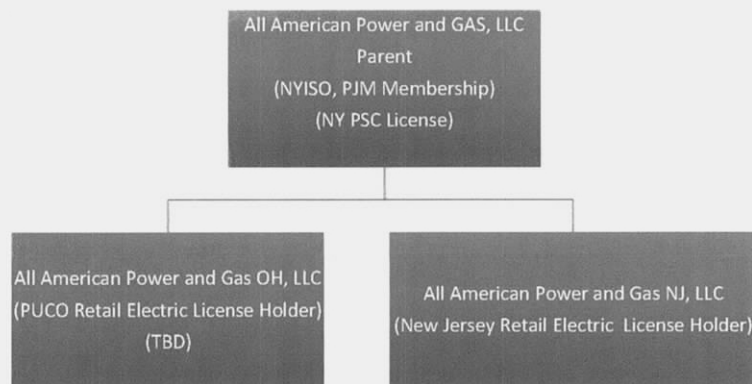 All American Power and GAS, LLC
Parent
(NYISO, PJM Membership)
(NY PSC License)
All American Power and Gas OH, LLC
(PUCO Retail Electric License Holder)
(TBD)
All American Power and Gas NJ, LLC
(New Jersey Retail Electric License Holder)